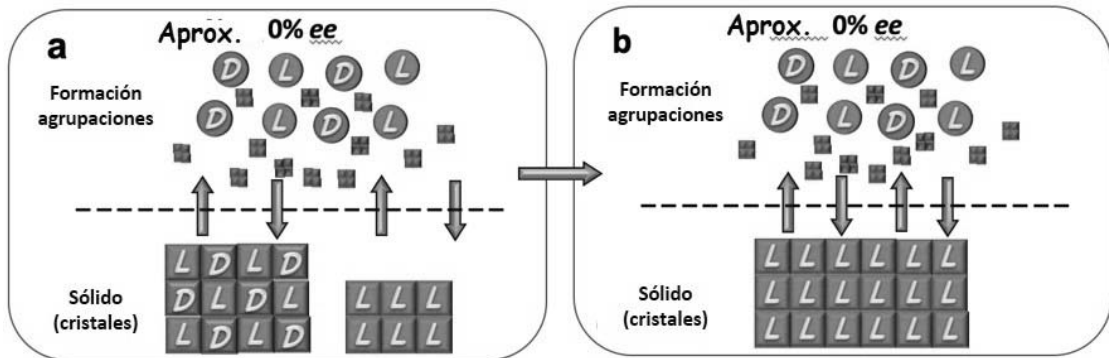 a
Aprox. 0% ee
D L D L
Formación
agrupaciones
D L D L
L D L D
D L D L
L D L D
L L L
L L L
Sólido
(cristales)
b
Aprox. 0% ee
D L D L
Formación
agrupaciones
D L D L
L L L L L L
L L L L L L
L L L L L L
Sólido
(cristales)